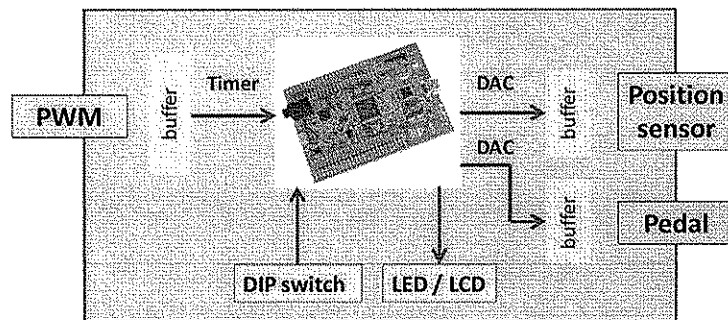 Timer
DAC
PWM
buffer
buffer
Position
sensor
DAC
buffer
Pedal
DIP switch
LED / LCD